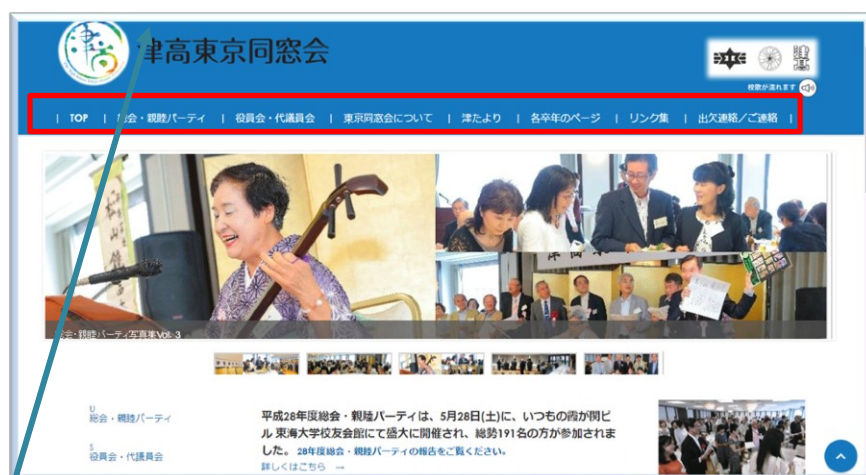 津高
津高東京同窓会
校歌が流れます
| TOP | 総会・親睦パーティ | 役員会・代議員会 | 東京同窓会について | 津たより | 各卒年のページ | リンク集 | 出欠連絡／ご連絡 |
総会・親睦パーティ写真集Vol. 3
U
総会・親睦パーティ
S
役員会・代議員会
平成28年度総会・親睦パーティは、5月28日(土)に、いつもの霞が関ビ
ル 東海大学校友会館にて盛大に開催され、総勢191名の方が参加されま
した。 28年度総会・親睦パーティの報告をご覧ください。
詳しくはこちら →